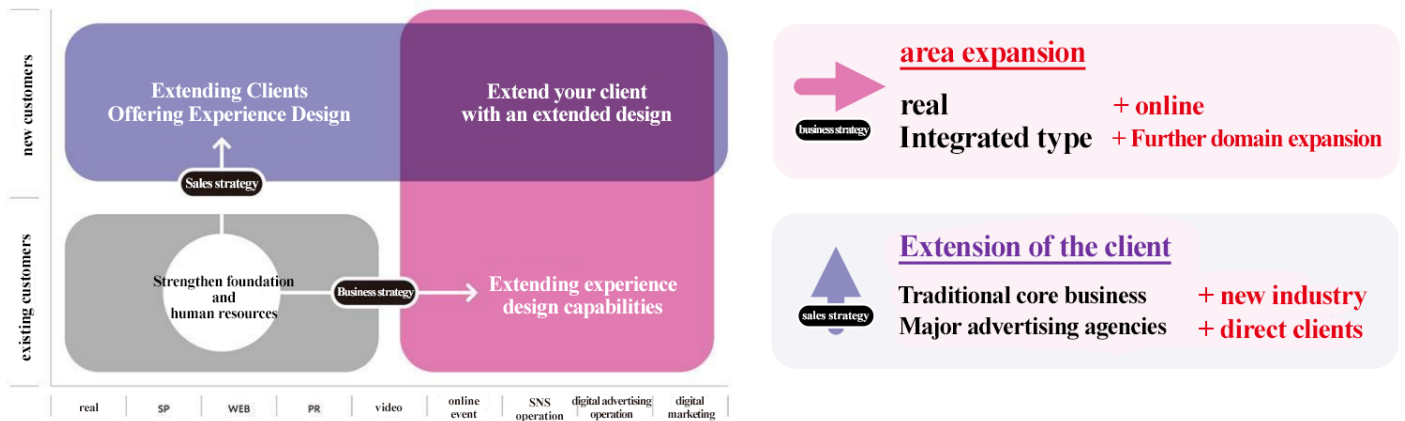 new customers
existing customers
Extending Clients
Offering Experience Design
Extend your client
with an extended design
Sales strategy
Strengthen foundation
and
human resources
Business strategy
Extending experience
design capabilities
real
SP
WEB
PR
video
online
event
SNS
operation
digital advertising
operation
digital
marketing
area expansion
business strategy
real + online
Integrated type + Further domain expansion
Extension of the client
sales strategy
Traditional core business + new industry
Major advertising agencies + direct clients